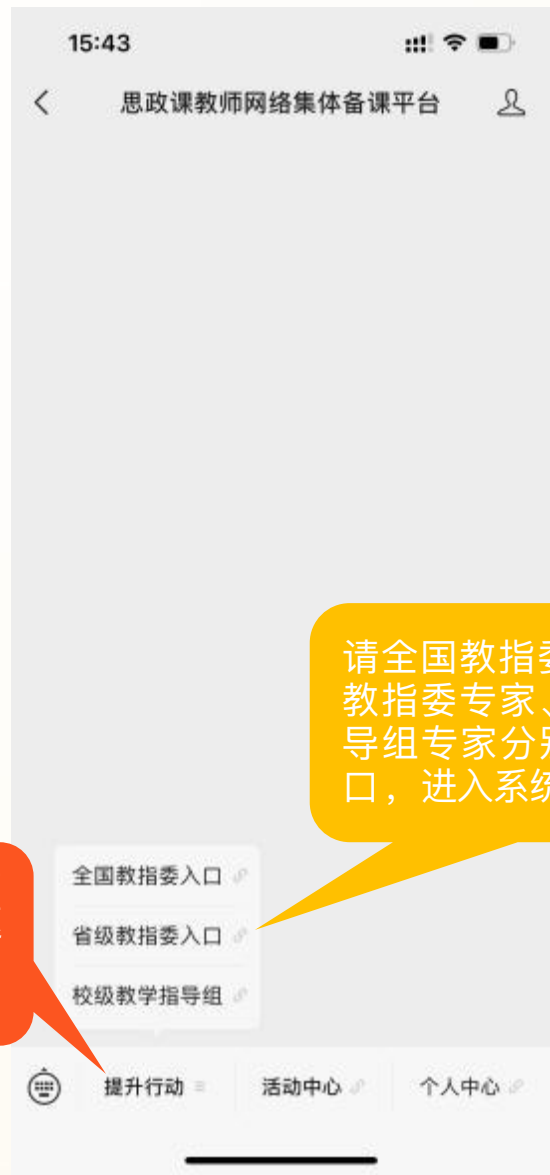 15:43
思政课教师网络集体备课平台
请全国教指
教指委专家、
导组专家分
口，进入系
全国教指委入口
省级教指委入口
校级教学指导组
提升行动
活动中心
个人中心